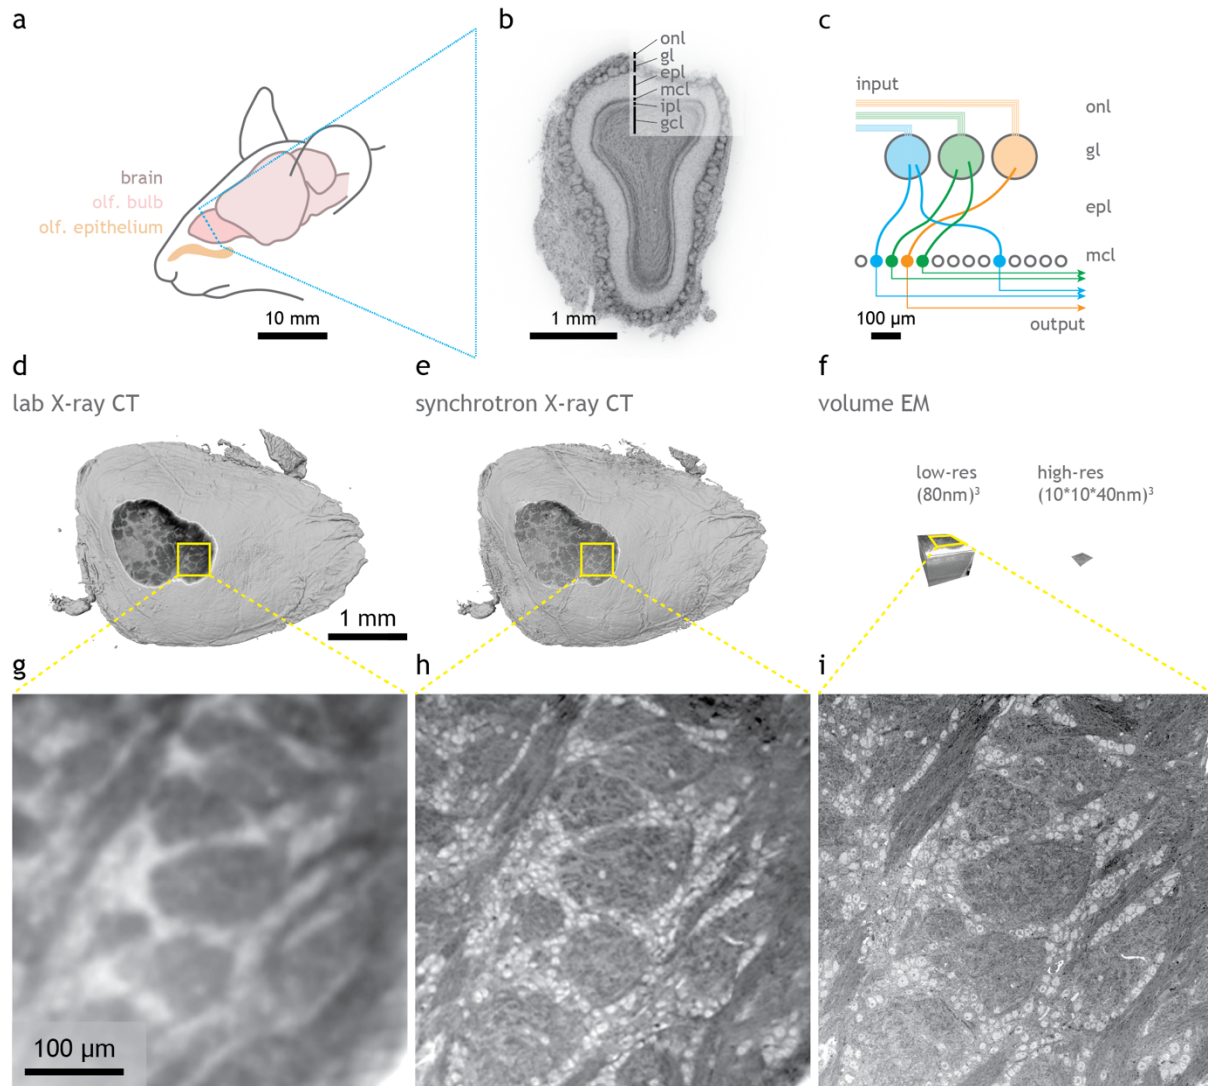 a
brain
olf. bulb
olf. epithelium
10 mm
b
onl
gl
epl
mcl
ipl
gcl
1 mm
c
input
onl
gl
epl
mcl
100 µm
output
d
lab X-ray CT
1 mm
e
synchrotron X-ray CT
f
volume EM
low-res
(80nm)³
high-res
(10*10*40nm)³
g
100 µm
h
i